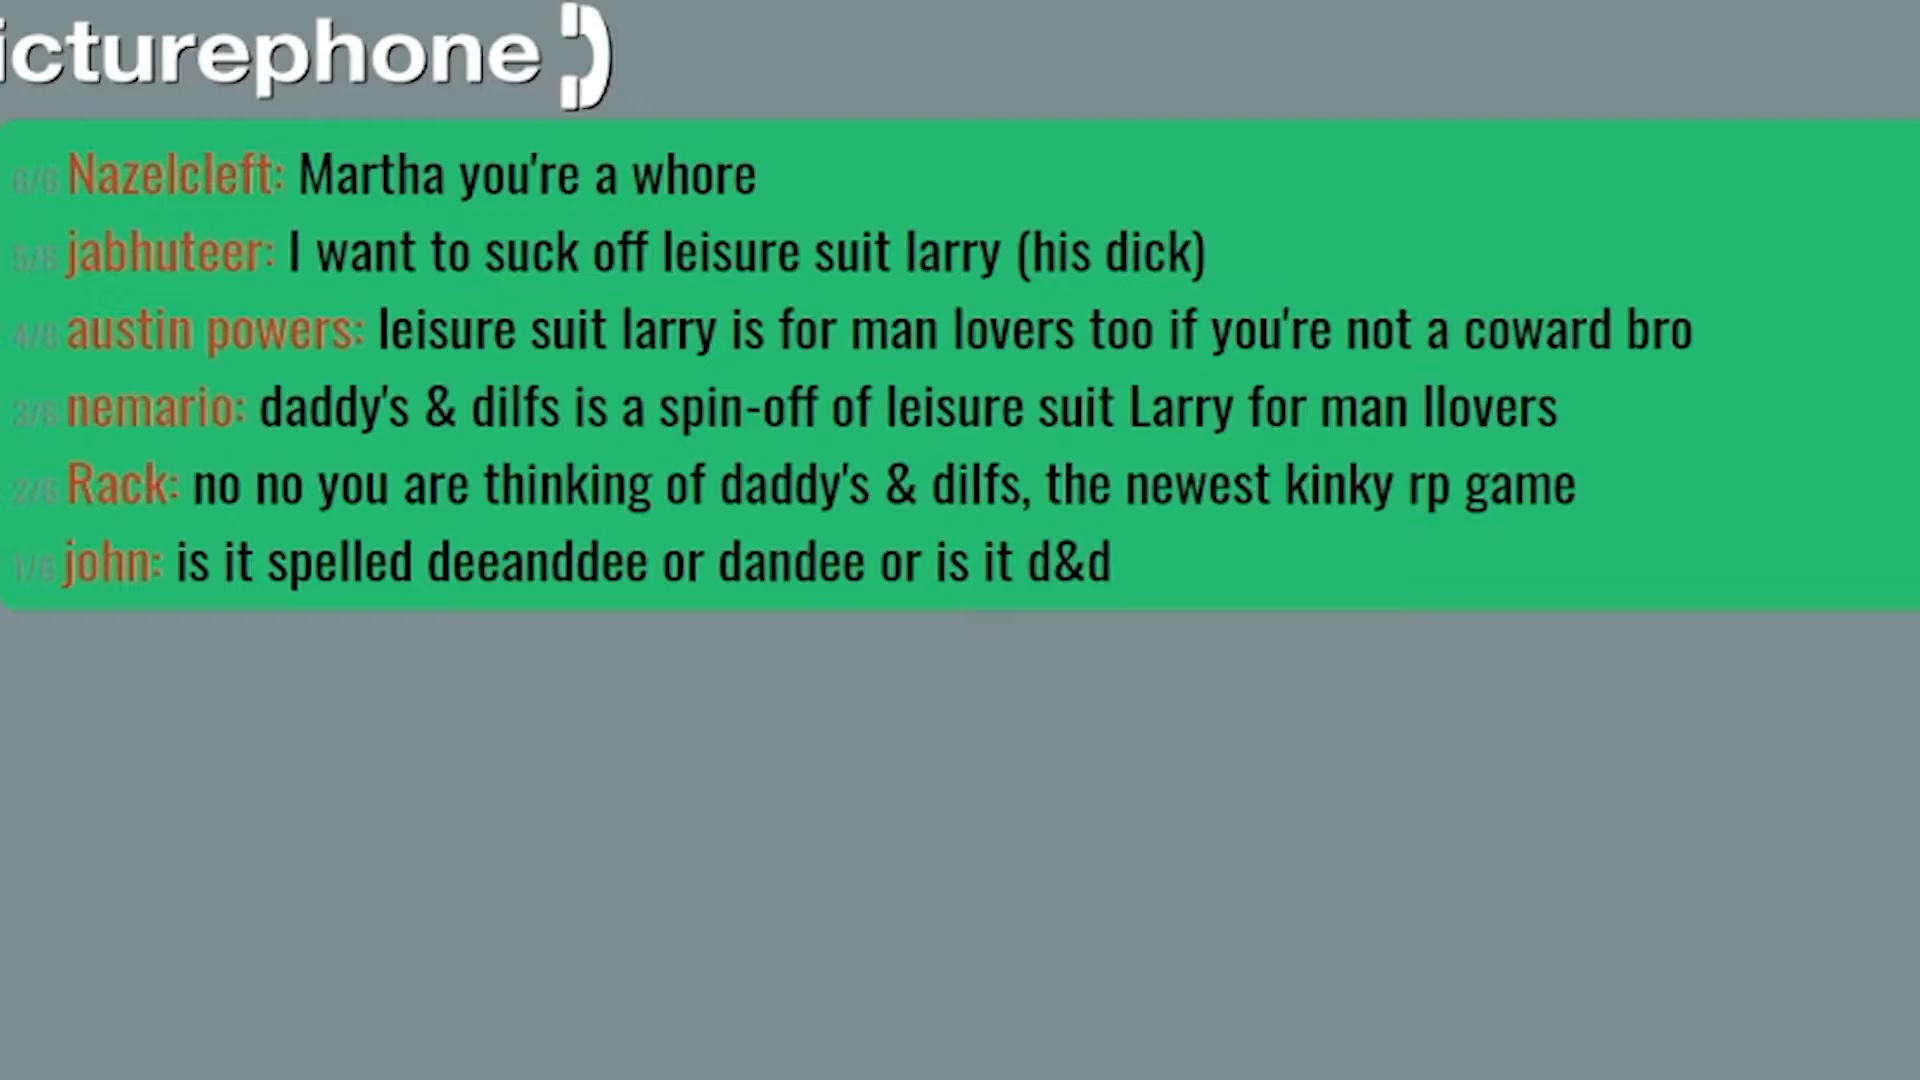 icturephone
6/6 Nazelcleft: Martha you're a whore
5/6 jabhuteer: I want to suck off leisure suit larry (his dick)
4/6 austin powers: leisure suit larry is for man lovers too if you're not a coward bro
3/6 nemario: daddy's & dilfs is a spin-off of leisure suit Larry for man llovers
2/6 Rack: no no you are thinking of daddy's & dilfs, the newest kinky rp game
1/6 john: is it spelled deeanddee or dandee or is it d&d